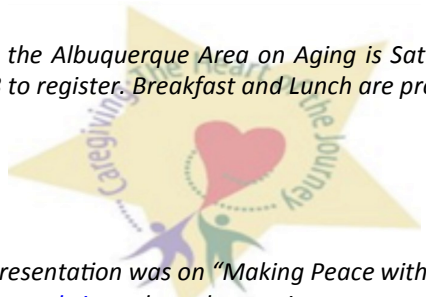 the Albuquerque Area on Aging is Sat
to register. Breakfast and Lunch are pr
Caregiving: The Heart of the Journey
resentation was on "Making Peace with